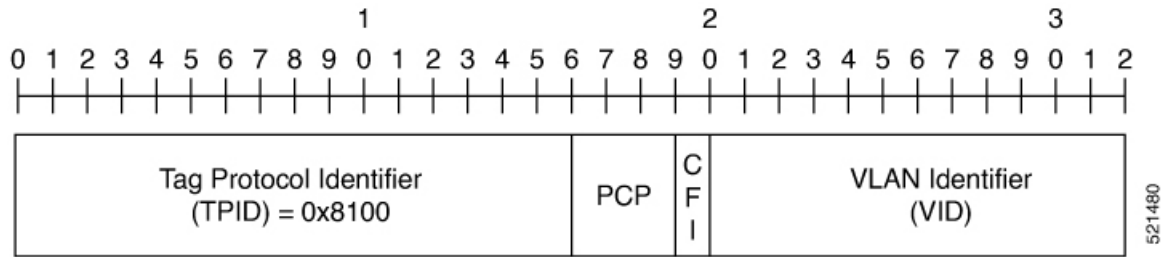 1 2 3
0 1 2 3 4 5 6 7 8 9 0 1 2 3 4 5 6 7 8 9 0 1 2 3 4 5 6 7 8 9 0 1 2
Tag Protocol Identifier
(TPID) = 0x8100
PCP
C
F
I
VLAN Identifier
(VID)
521480